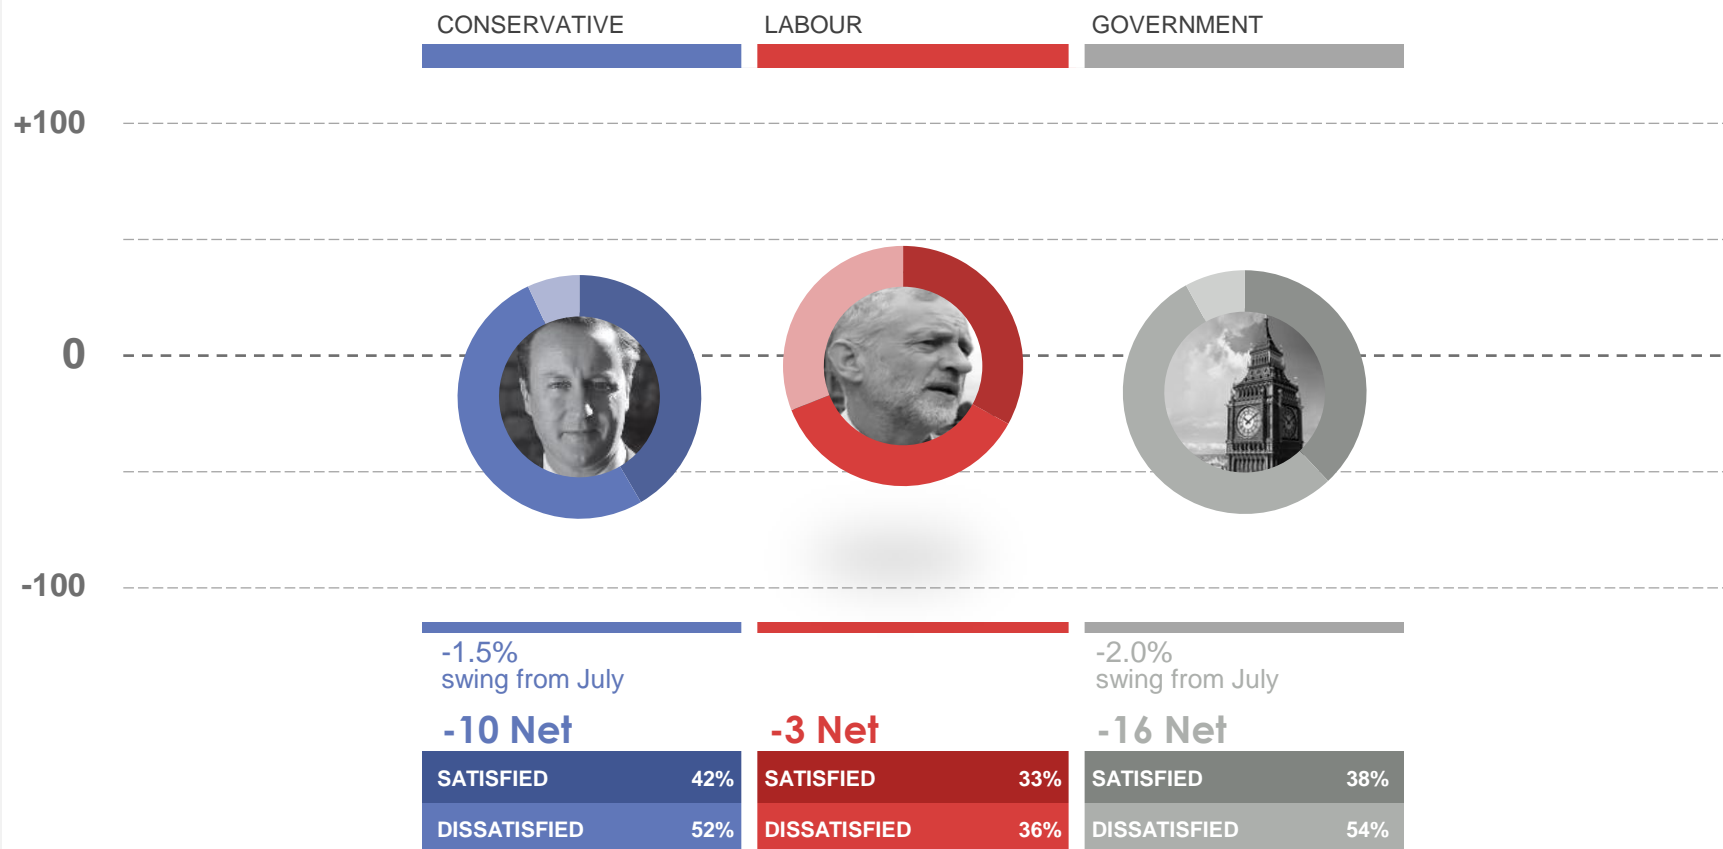 CONSERVATIVE
LABOUR
GOVERNMENT
+100
0
-100
-1.5%
swing from July
-10 Net
SATISFIED 42%
DISSATISFIED 52%
-3 Net
SATISFIED 33%
DISSATISFIED 36%
-2.0%
swing from July
-16 Net
SATISFIED 38%
DISSATISFIED 54%